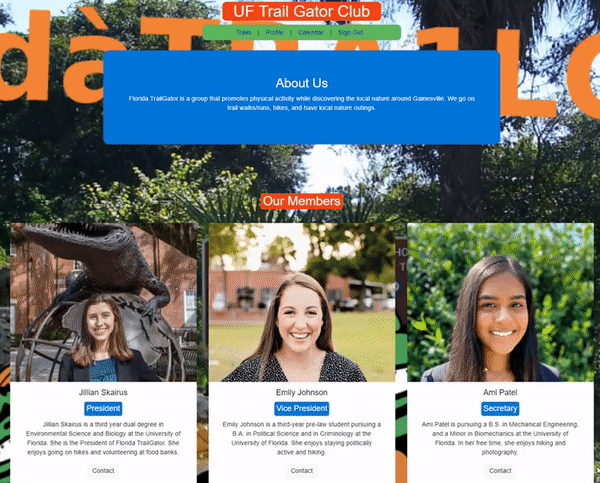 UF Trail Gator Club
Train | Profile | Calendar | Sign Out
About Us
Florida TrailGator is a group that promotes physical activity while discovering the local nature around Gainesville. We go on
trail walks/runs, hikes, and have local nature outings.
Our Members
Jillian Skairus
President
Jillian Skairus is a third year dual degree in
Environmental Science and Biology at the University of
Florida. She is the President of Florida TrailGator. She
enjoys going on hikes and volunteering at food banks.
Contact
Emily Johnson
Vice President
Emily Johnson is a third-year pre-law student pursuing a
B.A. in Political Science and in Criminology at the
University of Florida. She enjoys staying politically
active and hiking.
Contact
Ami Patel
Secretary
Ami Patel is pursuing a B.S. in Mechanical Engineering,
and a Minor in Biomechanics at the University of
Florida. In her free time, she enjoys hiking and
photography.
Contact